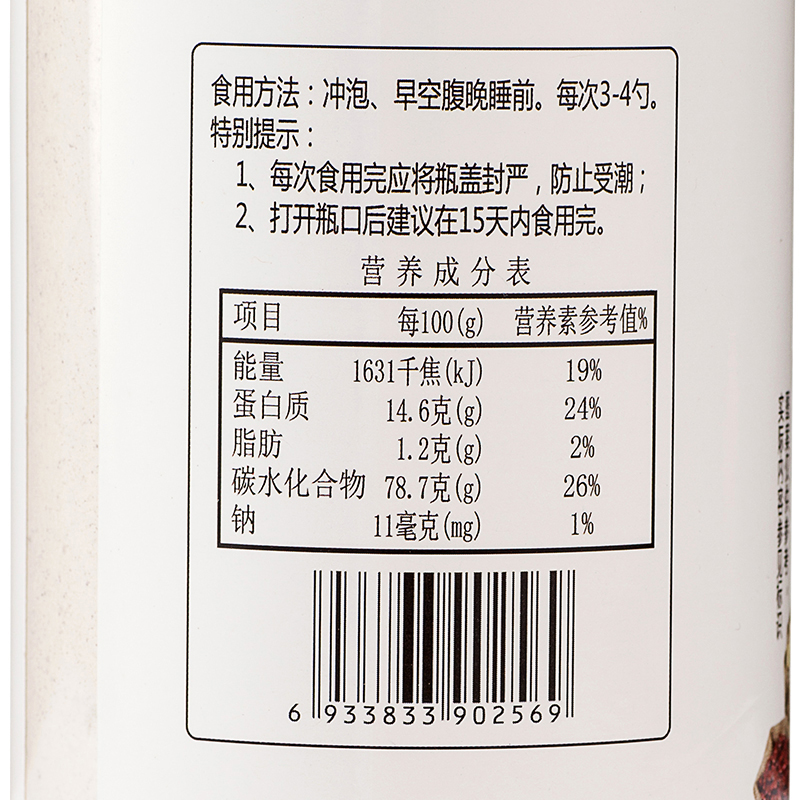 食用方法：冲泡、早空腹晚睡前。每次3-4勺。
特别提示：
1、每次食用完应将瓶盖封严，防止受潮；
2、打开瓶口后建议在15天内食用完。
营养成分表
项目 每100(g) 营养素参考值%
能量 1631千焦(kJ) 19%
蛋白质 14.6克(g) 24%
脂肪 1.2克(g) 2%
碳水化合物 78.7克(g) 26%
钠 11毫克(mg) 1%
6 933833 902569